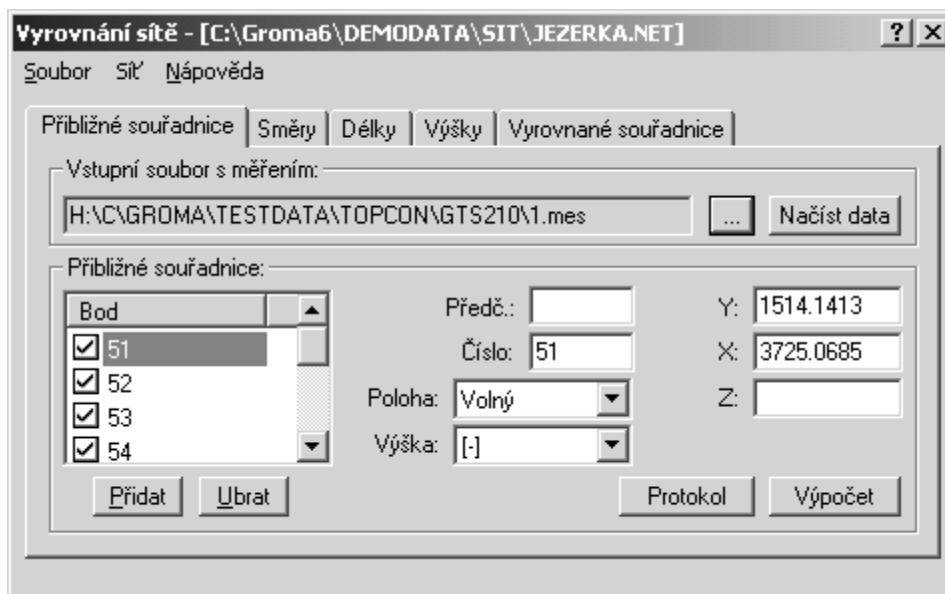 Vyrovnání sítě - [C:\Groma6\DEMODATA\SIT\JEZERKA.NET] ? ×
Soubor Síť Nápověda
Přibližné souřadnice Směry Délky Výšky Vyrovnané souřadnice
Vstupní soubor s měřením:
H:\C\GROMA\TESTDATA\TOPCON\GTS210\1.mes ... Načíst data
Přibližné souřadnice:
Bod Předč.: Y: 1514.1413
51 Číslo: 51 X: 3725.0685
52 Poloha: Volný Z:
53
54 Výška: [-]
Přidat Ubrat Protokol Výpočet